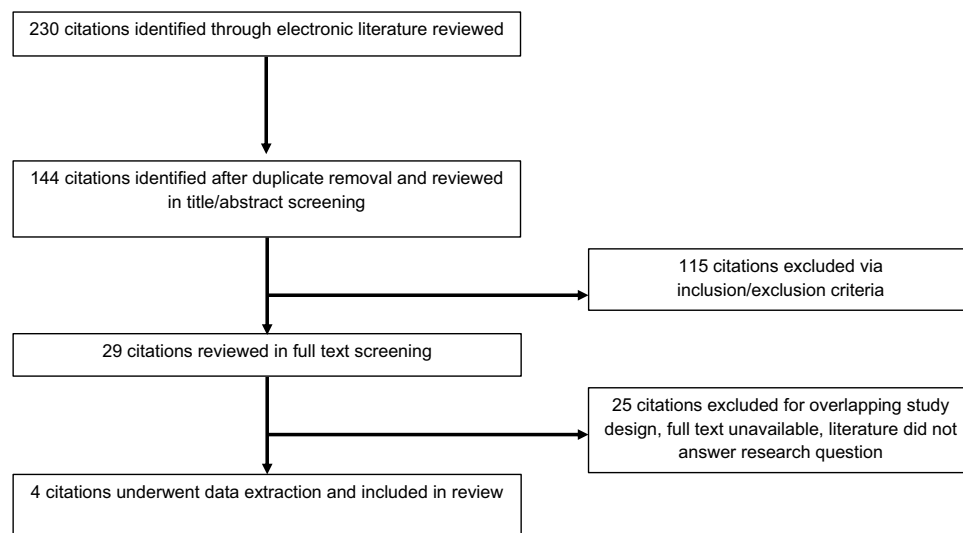 230 citations identified through electronic literature reviewed
144 citations identified after duplicate removal and reviewed
in title/abstract screening
115 citations excluded via
inclusion/exclusion criteria
29 citations reviewed in full text screening
25 citations excluded for overlapping study
design, full text unavailable, literature did not
answer research question
4 citations underwent data extraction and included in review